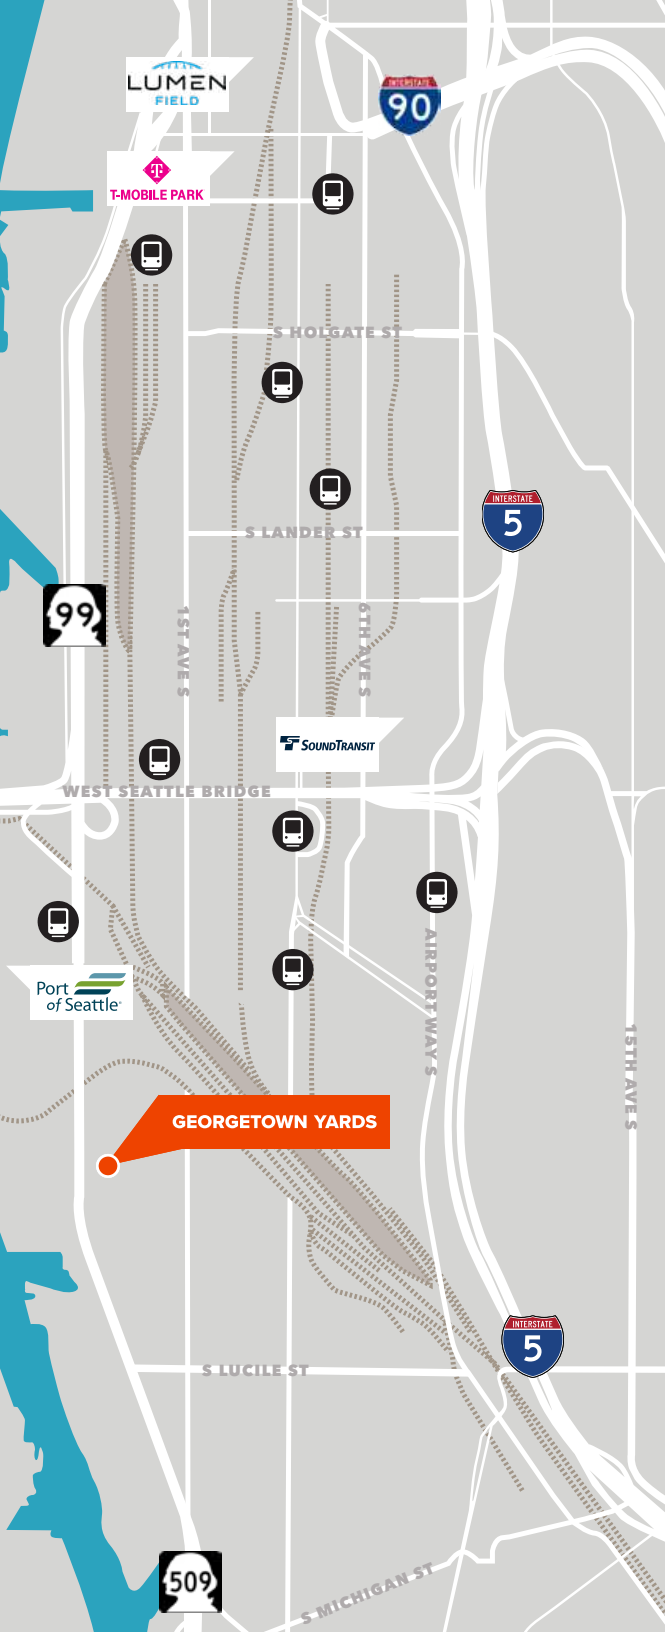 LUMEN
FIELD
INTERSTATE
90
T
T-MOBILE PARK
S HOLGATE ST
INTERSTATE
5
S LANDER ST
99
1ST AVE S
6TH AVE S
SOUNDTRANSIT
WEST SEATTLE BRIDGE
AIRPORT WAY S
Port
of Seattle
15TH AVE S
GEORGETOWN YARDS
INTERSTATE
5
S LUCILE ST
509
S MICHIGAN ST